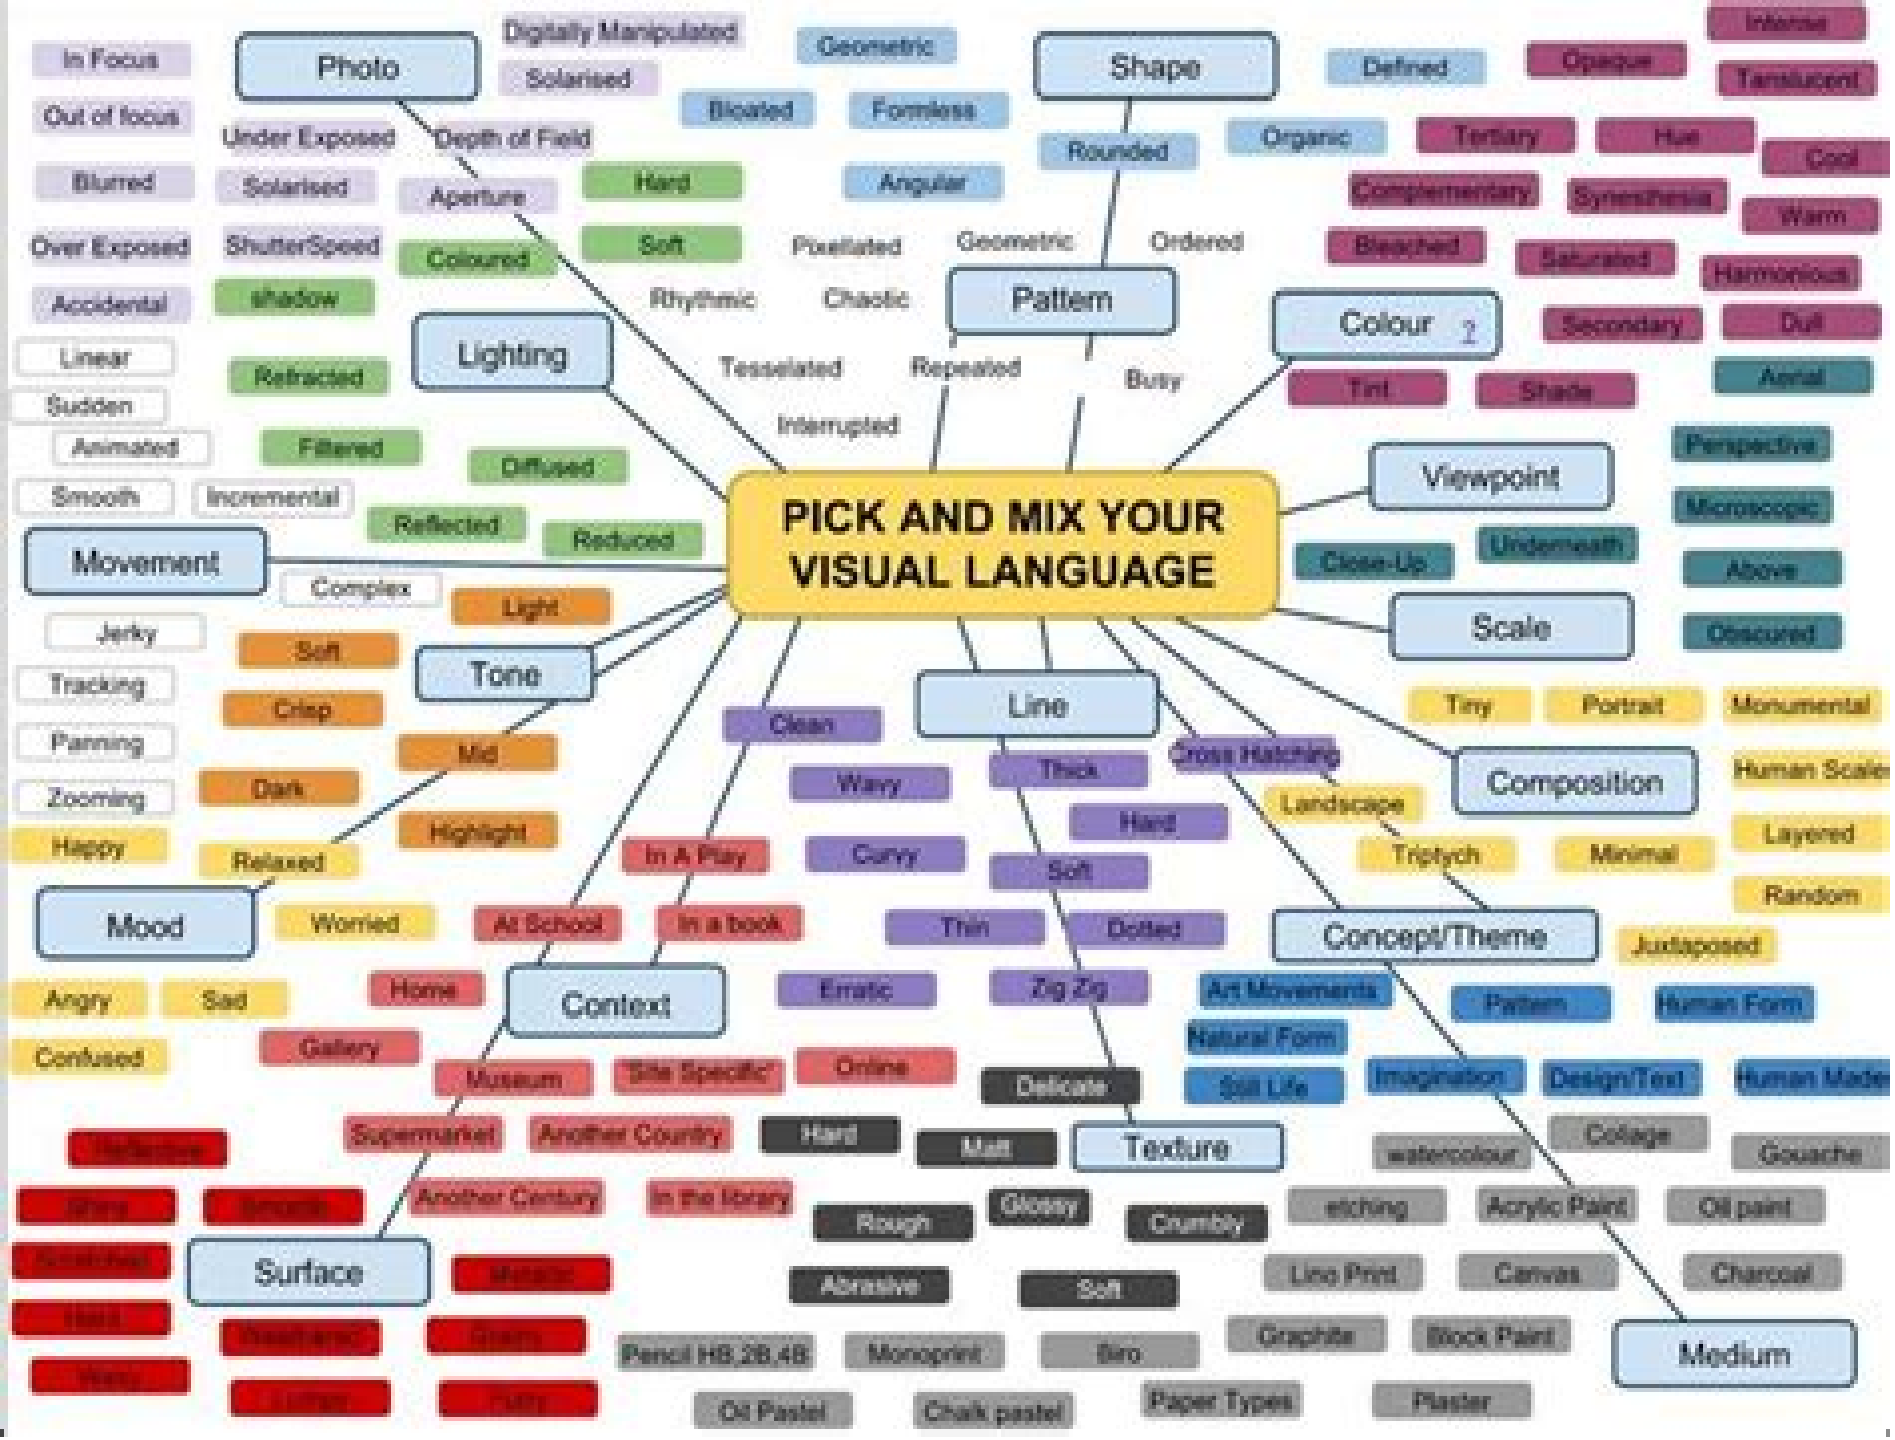 In Focus
Photo
Digitally Manipulated
Solarised
Geometric
Shape
Defined
Opaque
Intense
Tanslucent
Out of focus
Under Exposed
Depth of Field
Bloated
Formless
Rounded
Organic
Tertiary
Hue
Cool
Blurred
Solarised
Aperture
Hard
Angular
Complementary
Synesthesia
Warm
Over Exposed
ShutterSpeed
Coloured
Soft
Pixellated
Geometric
Ordered
Bleached
Saturated
Harmonious
Accidental
shadow
Rhythmic
Chaotic
Pattern
Colour ?
Secondary
Dull
Linear
Lighting
Refracted
Tesselated
Repeated
Busy
Tint
Shade
Aerial
Sudden
Animated
Filtered
Diffused
Interrupted
Viewpoint
Perspective
Smooth
Incremental
Reflected
Reduced
PICK AND MIX YOUR
VISUAL LANGUAGE
Microscopic
Underneath
Close-Up
Above
Movement
Complex
Light
Scale
Obscured
Jerky
Soft
Tone
Tracking
Crisp
Mid
Clean
Line
Tiny
Portrait
Monumental
Panning
Dark
Wavy
Thick
Cross Hatching
Composition
Human Scale
Zooming
Highlight
Hard
Landscape
Layered
Happy
Relaxed
In A Play
Curvy
Soft
Triptych
Minimal
Random
Mood
Worried
At School
In a book
Thin
Dotted
Concept/Theme
Juxtaposed
Angry
Sad
Home
Context
Erratic
Zig Zig
Art Movements
Pattern
Human Form
Confused
Gallery
Museum
'Site Specific'
Online
Delicate
Natural Form
Still Life
Imagination
Design/Text
Human Made
Reflective
Supermarket
Another Country
Hard
Matt
Texture
watercolour
Collage
Gouache
Shiny
Smooth
Another Century
In the library
Rough
Glossy
Crumbly
etching
Acrylic Paint
Oil paint
Scratched
Surface
Metallic
Abrasive
Soft
Lino Print
Canvas
Charcoal
Weathered
Pencil HB,2B,4B
Monoprint
Biro
Graphite
Block Paint
Medium
Oil Pastel
Chalk pastel
Paper Types
Plaster